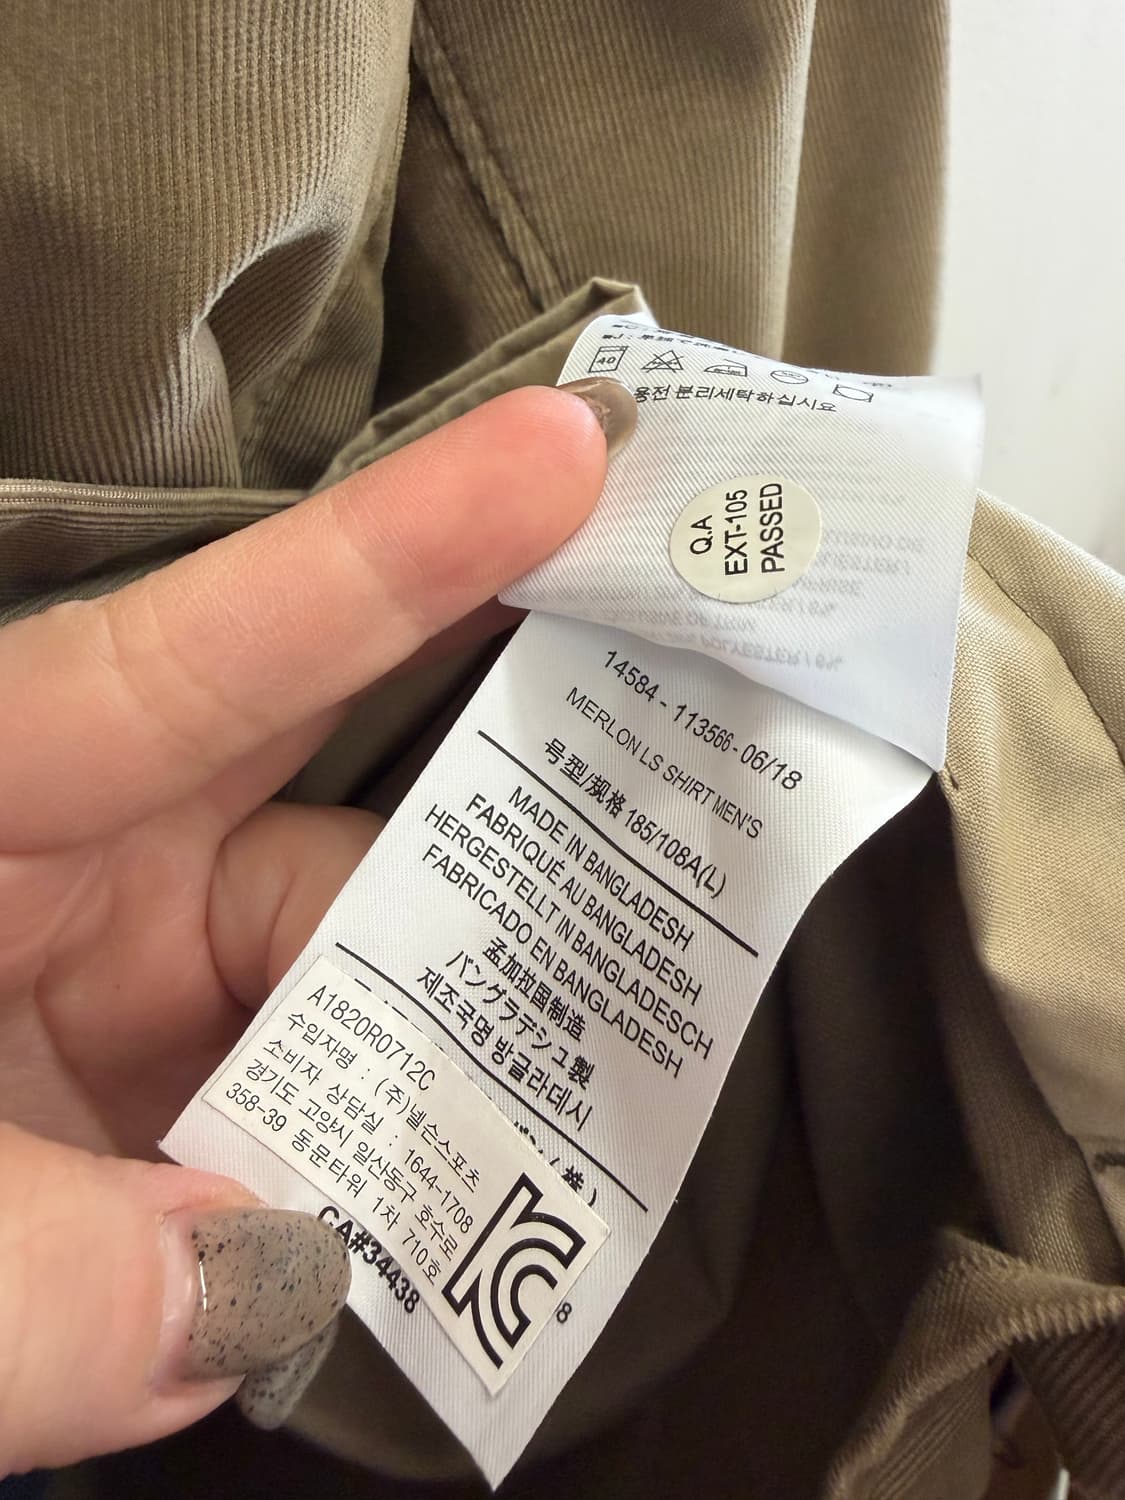 40
용전 분리세탁하십시요
Q.A
EXT-105
PASSED
14584 - 113566 - 06/18
MERLON LS SHIRT MEN'S
号型/规格 185/108A(L)
MADE IN BANGLADESH
FABRIQUÉ AU BANGLADESH
HERGESTELLT IN BANGLADESCH
FABRICADO EN BANGLADESH
孟加拉国制造
バングラデシュ製
제조국명 방글라데시
(株)
A1820R0712C
수입자명 : (주)넬슨스포츠
소비자 상담실 : 1644-1708
경기도 고양시 일산동구 호수로
358-39 동문타워 1차 710호
CA#34438
8